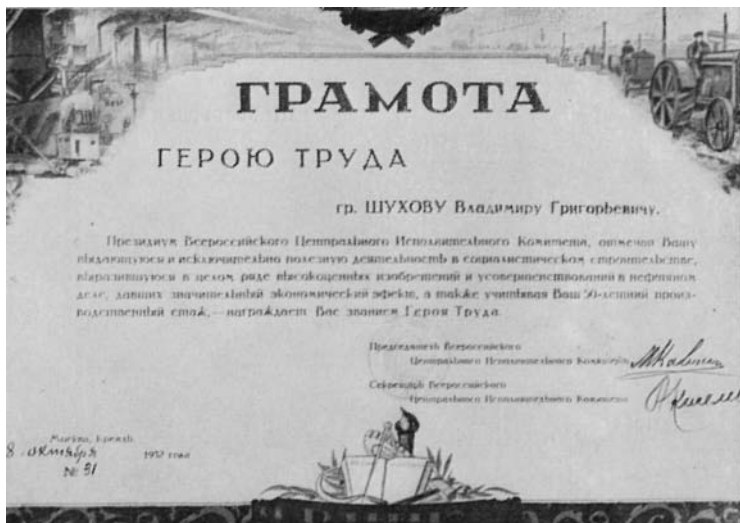 ГРАМОТА
ГЕРОЮ ТРУДА
гр. ШУХОВУ Владимиру Григорьевичу.
Президиум Всероссийского Центрального Исполнительного Комитета, отмечая Вашу
выдающуюся и исключительно полезную деятельность в социалистическом строительстве,
выразившуюся в целом ряде высокоценных изобретений и усовершенствований в нефтяном
деле, давших значительный экономический эффект, а также учитывая Ваш 50-летний произ-
водственный стаж,—награждает Вас званием Героя Труда.
Председатель Всероссийского
Центрального Исполнительного Комитета
Секретарь Всероссийского
Центрального Исполнительного Комитета
Москва, Кремль
8 октября 1932 года
№ 31